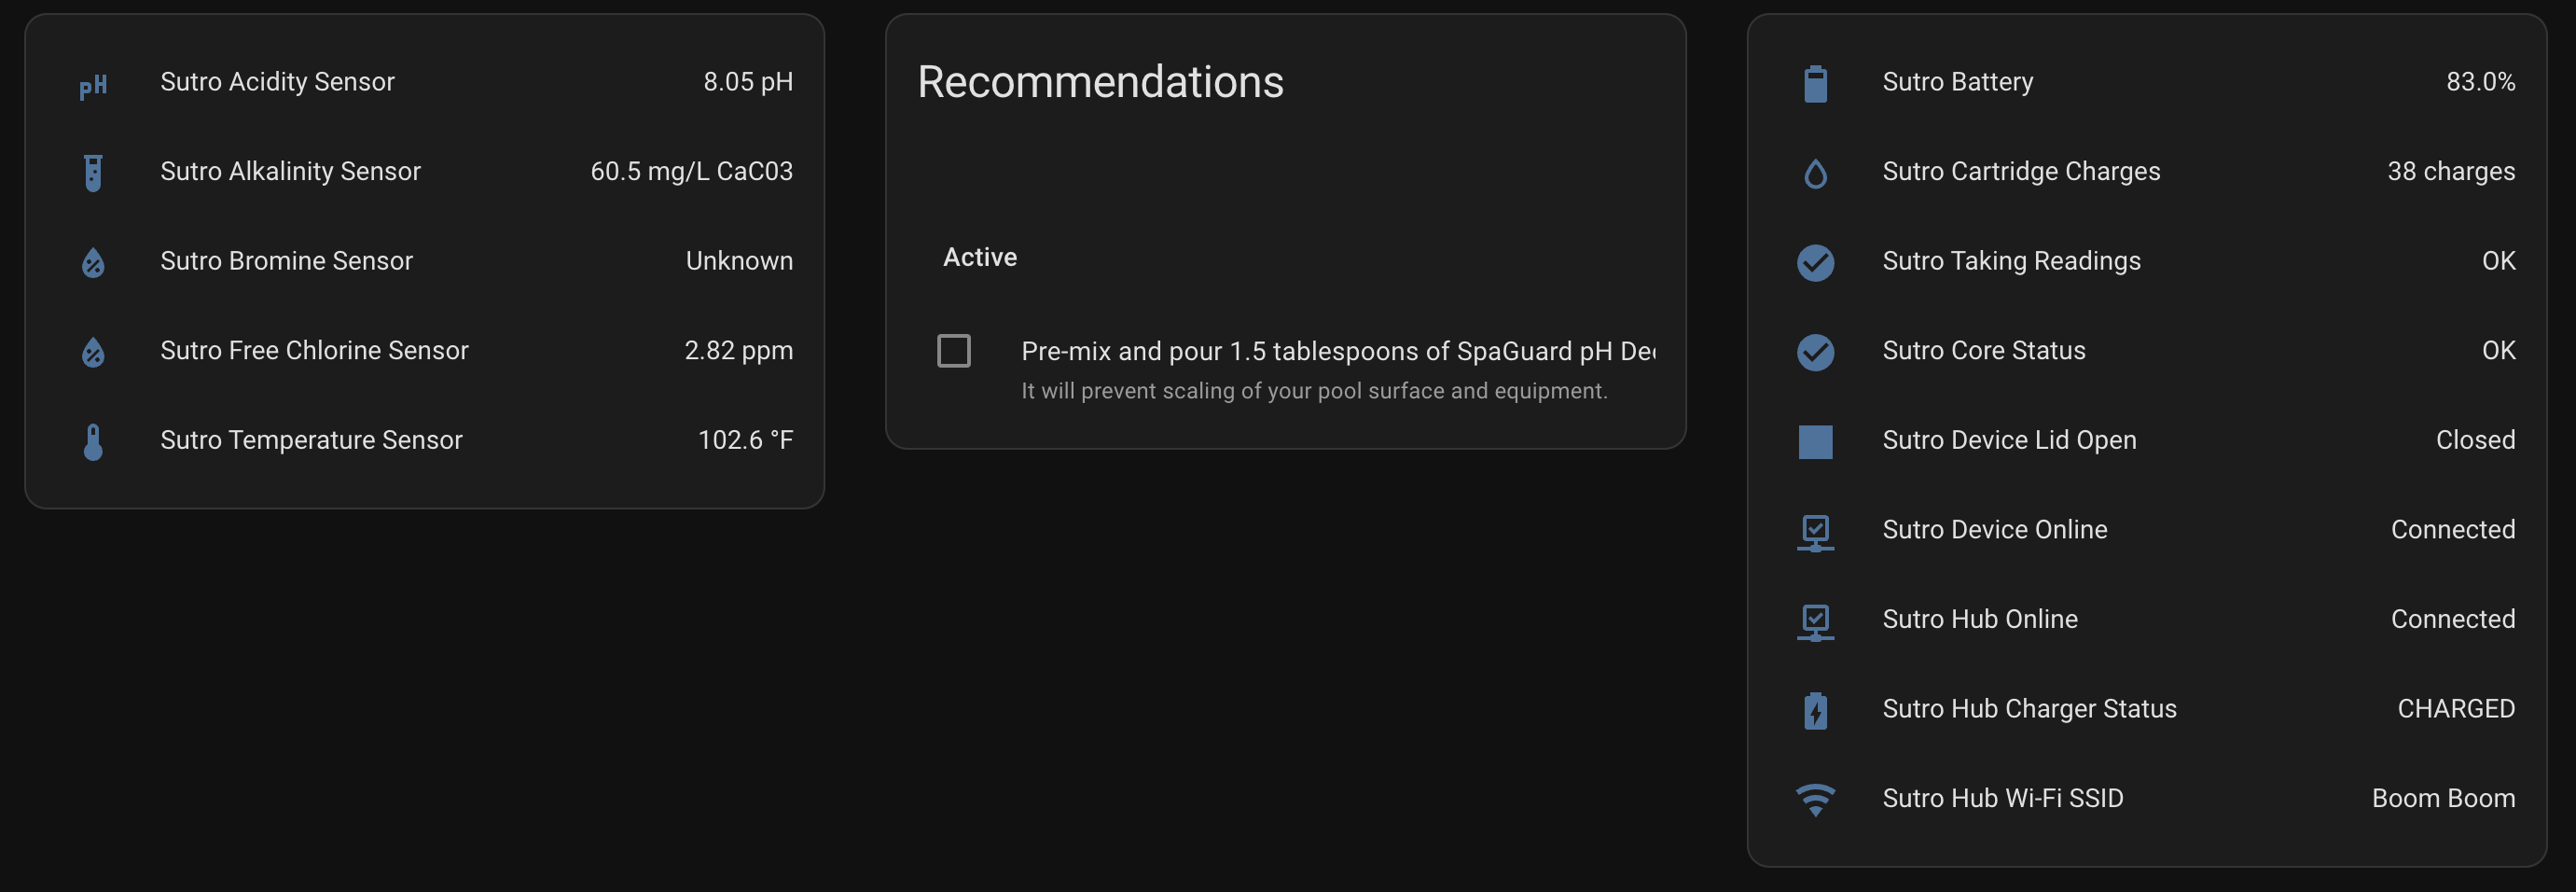 pH
Sutro Acidity Sensor 8.05 pH
Sutro Alkalinity Sensor 60.5 mg/L CaC03
Sutro Bromine Sensor Unknown
Sutro Free Chlorine Sensor 2.82 ppm
Sutro Temperature Sensor 102.6 °F
Recommendations
Active
Pre-mix and pour 1.5 tablespoons of SpaGuard pH
It will prevent scaling of your pool surface and equipment.
Sutro Battery 83.0%
Sutro Cartridge Charges 38 charges
Sutro Taking Readings OK
Sutro Core Status OK
Sutro Device Lid Open Closed
Sutro Device Online Connected
Sutro Hub Online Connected
Sutro Hub Charger Status CHARGED
Sutro Hub Wi-Fi SSID Boom Boom